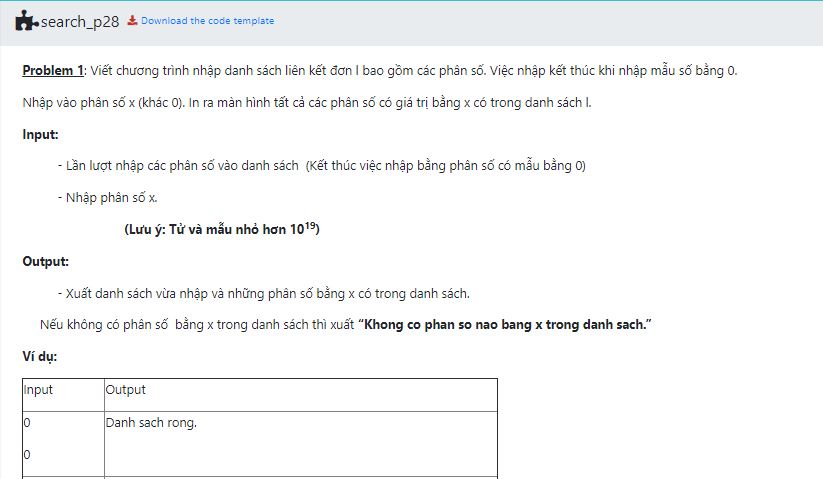 search_p28 Download the code template
Problem 1: Viết chương trình nhập danh sách liên kết đơn l bao gồm các phân số. Việc nhập kết thúc khi nhập mẫu số bằng 0.
Nhập vào phân số x (khác 0). In ra màn hình tất cả các phân số có giá trị bằng x có trong danh sách l.
Input:
- Lần lượt nhập các phân số vào danh sách (Kết thúc việc nhập bằng phân số có mẫu bằng 0)
- Nhập phân số x.
(Lưu ý: Tử và mẫu nhỏ hơn 10¹⁹)
Output:
- Xuất danh sách vừa nhập và những phân số bằng x có trong danh sách.
Nếu không có phân số bằng x trong danh sách thì xuất “Khong co phan so nao bang x trong danh sach.”
Ví dụ:
Input Output
0 Danh sach rong.
0